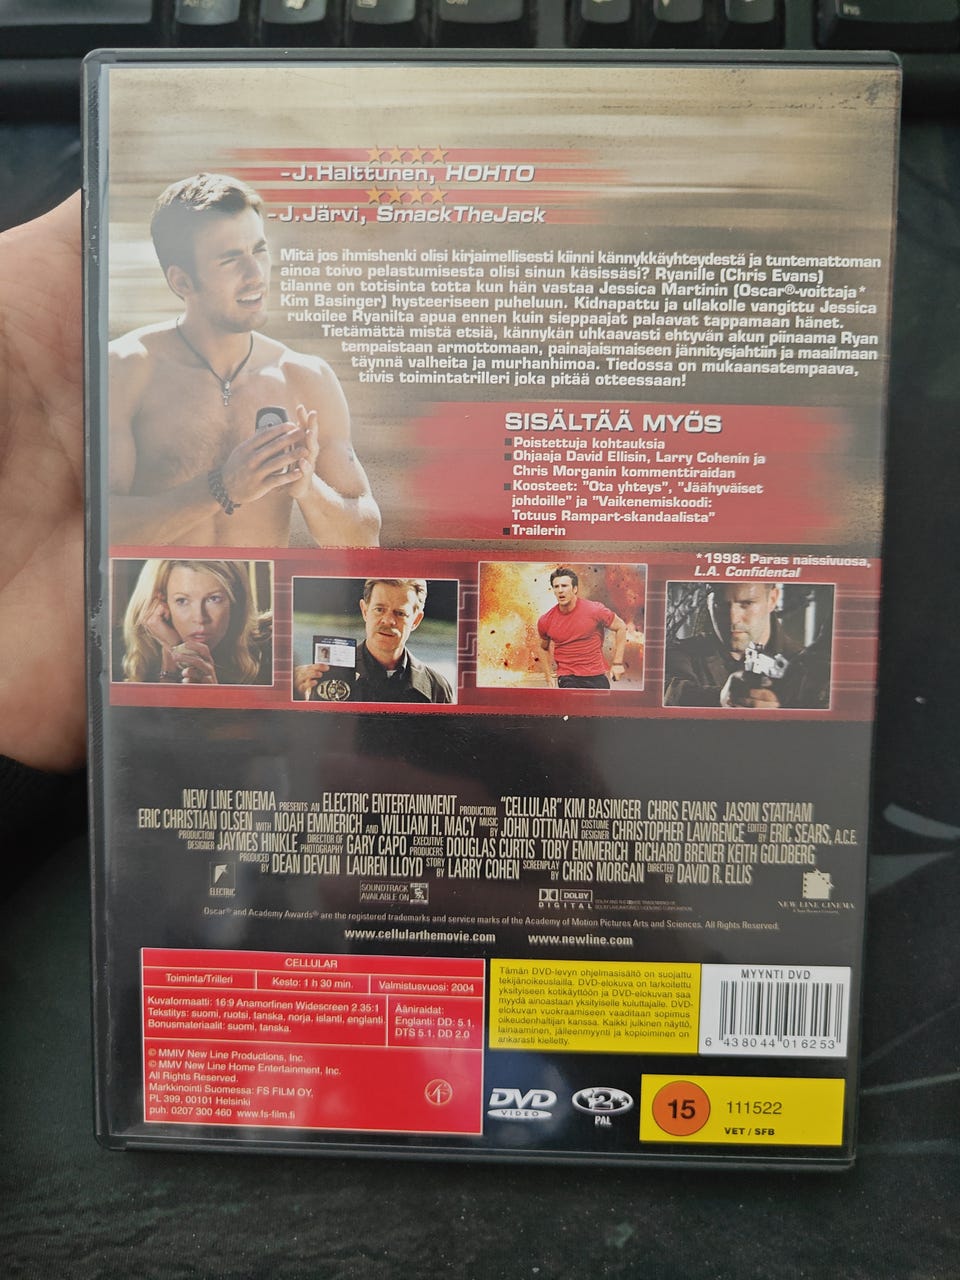 Ins
★★★★
-J.Halttunen, HOHTO
★★★★
-J.Järvi, SmackTheJack
Mitä jos ihmishenki olisi kirjaimellisesti kiinni kännykkäyhteydestä ja tuntemattoman
ainoa toivo pelastumisesta olisi sinun käsissäsi? Ryanille (Chris Evans)
tilanne on totisinta totta kun hän vastaa Jessica Martinin (Oscar®-voittaja*
Kim Basinger) hysteeriseen puheluun. Kidnapattu ja ullakolle vangittu Jessica
rukoilee Ryanilta apua ennen kuin sieppaajat palaavat tappamaan hänet.
Tietämättä mistä etsiä, kännykän uhkaavasti ehtyvän akun piinaama Ryan
tempaistaan armottomaan, painajaismaiseen jännitysjahtiin ja maailmaan
täynnä valheita ja murhanhimoa. Tiedossa on mukaansatempaava,
tiivis toimintatrilleri joka pitää otteessaan!
SISÄLTÄÄ MYÖS
■Poistettuja kohtauksia
■Ohjaaja David Ellisin, Larry Cohenin ja
Chris Morganin kommenttiraidan
■Koosteet: "Ota yhteys", "Jäähyväiset
johdoille" ja "Vaikenemiskoodi:
Totuus Rampart-skandaalista"
■Trailerin
*1998: Paras naissivuosa,
L.A. Confidental
NEW LINE CINEMA PRESENTS AN ELECTRIC ENTERTAINMENT PRODUCTION "CELLULAR" KIM BASINGER CHRIS EVANS JASON STATHAM
ERIC CHRISTIAN OLSEN WITH NOAH EMMERICH AND WILLIAM H. MACY MUSIC BY JOHN OTTMAN COSTUME DESIGNER CHRISTOPHER LAWRENCE EDITED BY ERIC SEARS, A.C.E.
PRODUCTION DESIGNER JAYMES HINKLE DIRECTOR OF PHOTOGRAPHY GARY CAPO EXECUTIVE PRODUCERS DOUGLAS CURTIS TOBY EMMERICH RICHARD BRENER KEITH GOLDBERG
PRODUCED BY DEAN DEVLIN LAUREN LLOYD STORY BY LARRY COHEN SCREENPLAY BY CHRIS MORGAN DIRECTED BY DAVID R. ELLIS
ELECTRIC
SOUNDTRACK
AVAILABLE ON
DOLBY
DIGITAL
NEW LINE CINEMA
Oscar® and Academy Awards® are the registered trademarks and service marks of the Academy of Motion Pictures Arts and Sciences. All Rights Reserved.
www.cellularthemovie.com www.newline.com
CELLULAR
Toiminta/Trilleri Kesto: 1 h 30 min. Valmistusvuosi: 2004
Kuvaformaatti: 16:9 Anamorfinen Widescreen 2.35:1
Tekstitys: suomi, ruotsi, tanska, norja, islanti, englanti
Bonusmateriaalit: suomi, tanska.
Ääniraidat:
Englanti: DD: 5.1,
DTS 5.1, DD 2.0
© MMIV New Line Productions, Inc.
© MMV New Line Home Entertainment, Inc.
All Rights Reserved.
Markkinointi Suomessa: FS FILM OY,
PL 399, 00101 Helsinki
puh. 0207 300 460 www.fs-film.fi
Tämän DVD-levyn ohjelmasisältö on suojattu
tekijänoikeuslailla. DVD-elokuva on tarkoitettu
yksityiseen kotikäyttöön ja DVD-elokuvan saa
myydä ainoastaan yksityiselle kuluttajalle. DVD-
elokuvan vuokraamiseen vaaditaan sopimus
oikeudenhaltijan kanssa. Kaikki julkinen näyttö,
lainaaminen, jälleenmyynti ja kopioiminen on
ankarasti kielletty.
MYYNTI DVD
6 438044 016253
DVD
VIDEO
2
PAL
15
111522
VET / SFB